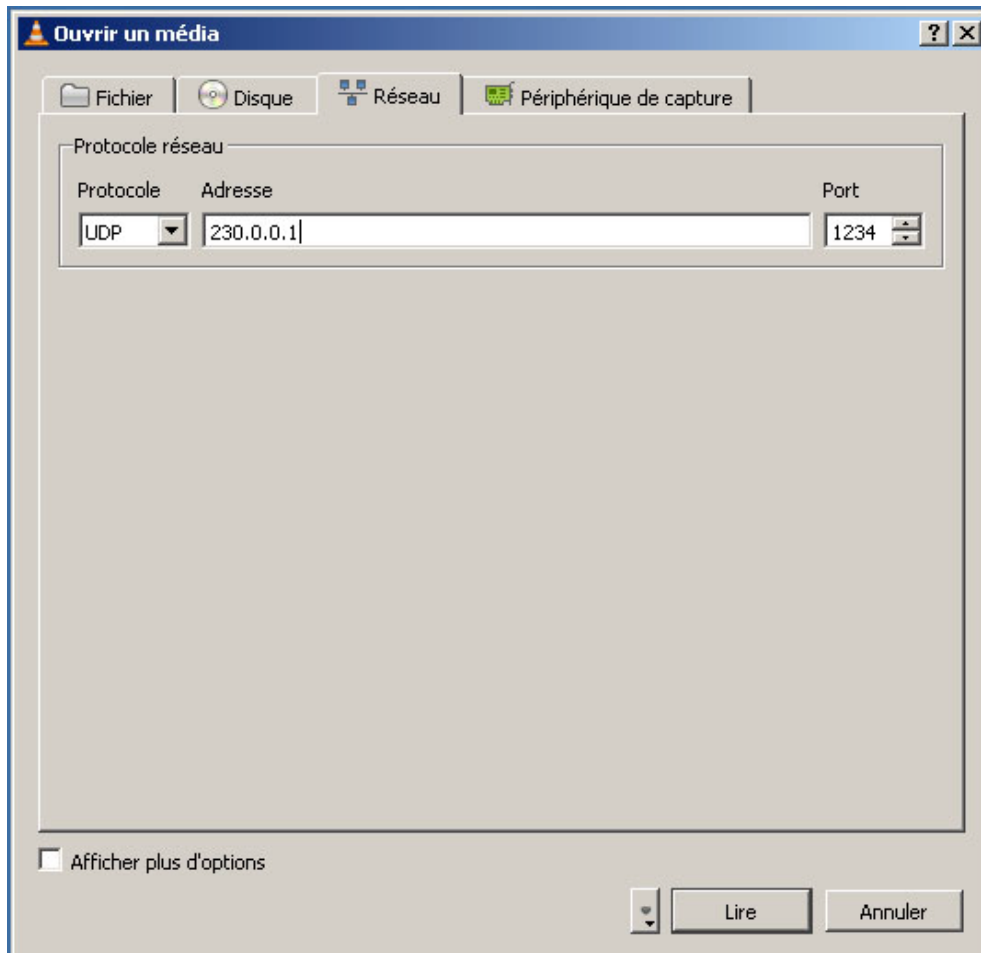 Ouvrir un média
Fichier Disque Réseau Périphérique de capture
Protocole réseau
Protocole Adresse Port
UDP 230.0.0.1 1234
Afficher plus d'options
Lire Annuler